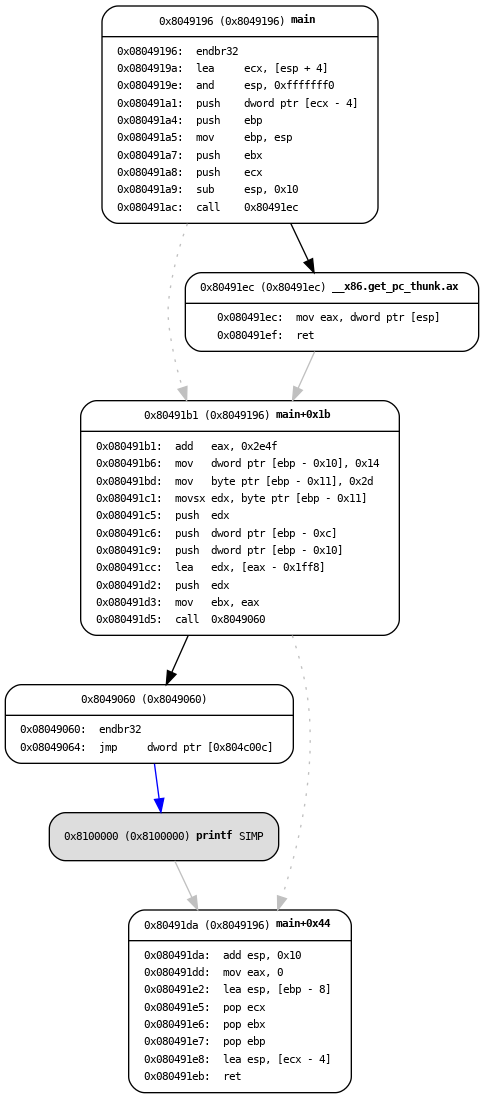 0x8049196 (0x8049196) main
0x08049196: endbr32
0x0804919a: lea ecx, [esp + 4]
0x0804919e: and esp, 0xfffffff0
0x080491a1: push dword ptr [ecx - 4]
0x080491a4: push ebp
0x080491a5: mov ebp, esp
0x080491a7: push ebx
0x080491a8: push ecx
0x080491a9: sub esp, 0x10
0x080491ac: call 0x80491ec
0x80491ec (0x80491ec) __x86.get_pc_thunk.ax
0x080491ec: mov eax, dword ptr [esp]
0x080491ef: ret
0x80491b1 (0x8049196) main+0x1b
0x080491b1: add eax, 0x2e4f
0x080491b6: mov dword ptr [ebp - 0x10], 0x14
0x080491bd: mov byte ptr [ebp - 0x11], 0x2d
0x080491c1: movsx edx, byte ptr [ebp - 0x11]
0x080491c5: push edx
0x080491c6: push dword ptr [ebp - 0xc]
0x080491c9: push dword ptr [ebp - 0x10]
0x080491cc: lea edx, [eax - 0x1ff8]
0x080491d2: push edx
0x080491d3: mov ebx, eax
0x080491d5: call 0x8049060
0x8049060 (0x8049060)
0x08049060: endbr32
0x08049064: jmp dword ptr [0x804c00c]
0x8100000 (0x8100000) printf SIMP
0x80491da (0x8049196) main+0x44
0x080491da: add esp, 0x10
0x080491dd: mov eax, 0
0x080491e2: lea esp, [ebp - 8]
0x080491e5: pop ecx
0x080491e6: pop ebx
0x080491e7: pop ebp
0x080491e8: lea esp, [ecx - 4]
0x080491eb: ret